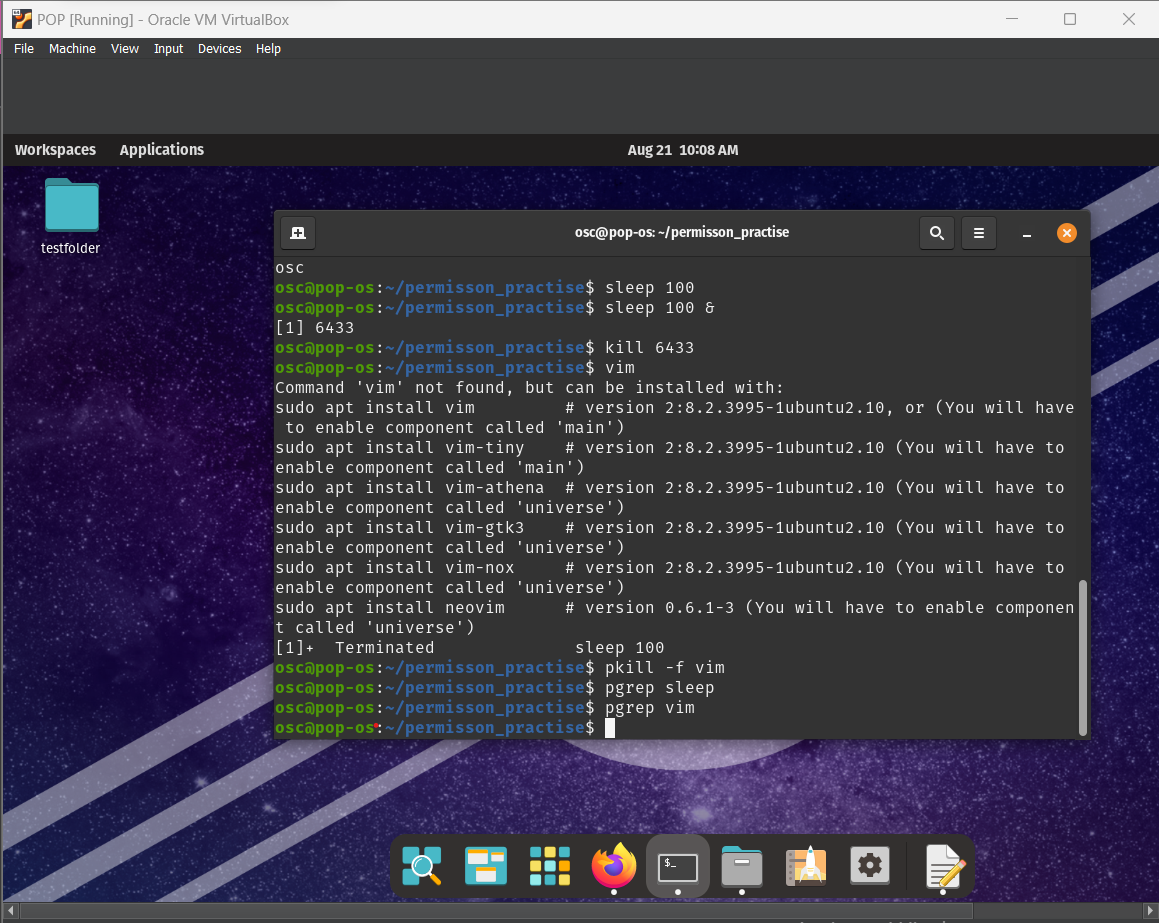 POP [Running] - Oracle VM VirtualBox
File Machine View Input Devices Help
Workspaces Applications Aug 21 10:08 AM
testfolder
osc@pop-os: ~/permisson_practise
osc
osc@pop-os:~/permisson_practise$ sleep 100
osc@pop-os:~/permisson_practise$ sleep 100 &
[1] 6433
osc@pop-os:~/permisson_practise$ kill 6433
osc@pop-os:~/permisson_practise$ vim
Command 'vim' not found, but can be installed with:
sudo apt install vim         # version 2:8.2.3995-1ubuntu2.10, or (You will have
 to enable component called 'main')
sudo apt install vim-tiny    # version 2:8.2.3995-1ubuntu2.10 (You will have to
enable component called 'main')
sudo apt install vim-athena  # version 2:8.2.3995-1ubuntu2.10 (You will have to
enable component called 'universe')
sudo apt install vim-gtk3    # version 2:8.2.3995-1ubuntu2.10 (You will have to
enable component called 'universe')
sudo apt install vim-nox     # version 2:8.2.3995-1ubuntu2.10 (You will have to
enable component called 'universe')
sudo apt install neovim      # version 0.6.1-3 (You will have to enable componen
t called 'universe')
[1]+  Terminated              sleep 100
osc@pop-os:~/permisson_practise$ pkill -f vim
osc@pop-os:~/permisson_practise$ pgrep sleep
osc@pop-os:~/permisson_practise$ pgrep vim
osc@pop-os:~/permisson_practise$
$_